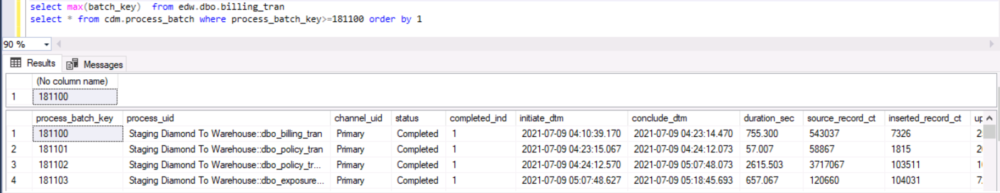 select max(batch_key)  from edw.dbo.billing_tran
select * from cdm.process_batch where process_batch_key>=181100 order by 1
90 %
Results Messages
(No column name)
1 181100
process_batch_key process_uid channel_uid status completed_ind initiate_dtm conclude_dtm duration_sec source_record_ct inserted_record_ct up
1 181100 Staging Diamond To Warehouse::dbo_billing_tran Primary Completed 1 2021-07-09 04:10:39.170 2021-07-09 04:23:14.470 755.300 543037 7326 2
2 181101 Staging Diamond To Warehouse::dbo_policy_tran Primary Completed 1 2021-07-09 04:23:15.067 2021-07-09 04:24:12.073 57.007 58867 1815 2
3 181102 Staging Diamond To Warehouse::dbo_policy_tr... Primary Completed 1 2021-07-09 04:24:12.570 2021-07-09 05:07:48.073 2615.503 3717067 103511 1
4 181103 Staging Diamond To Warehouse::dbo_exposure... Primary Completed 1 2021-07-09 05:07:48.627 2021-07-09 05:18:45.693 657.067 120660 104031 7